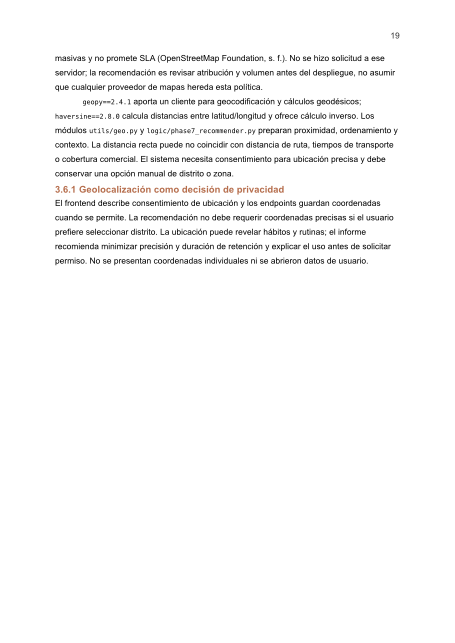 19
masivas y no promete SLA (OpenStreetMap Foundation, s. f.). No se hizo solicitud a ese
servidor; la recomendación es revisar atribución y volumen antes del despliegue, no asumir
que cualquier proveedor de mapas hereda esta política.
geopy==2.4.1 aporta un cliente para geocodificación y cálculos geodésicos;
haversine==2.8.0 calcula distancias entre latitud/longitud y ofrece cálculo inverso. Los
módulos utils/geo.py y logic/phase7_recommender.py preparan proximidad, ordenamiento y
contexto. La distancia recta puede no coincidir con distancia de ruta, tiempos de transporte
o cobertura comercial. El sistema necesita consentimiento para ubicación precisa y debe
conservar una opción manual de distrito o zona.
3.6.1 Geolocalización como decisión de privacidad
El frontend describe consentimiento de ubicación y los endpoints guardan coordenadas
cuando se permite. La recomendación no debe requerir coordenadas precisas si el usuario
prefiere seleccionar distrito. La ubicación puede revelar hábitos y rutinas; el informe
recomienda minimizar precisión y duración de retención y explicar el uso antes de solicitar
permiso. No se presentan coordenadas individuales ni se abrieron datos de usuario.